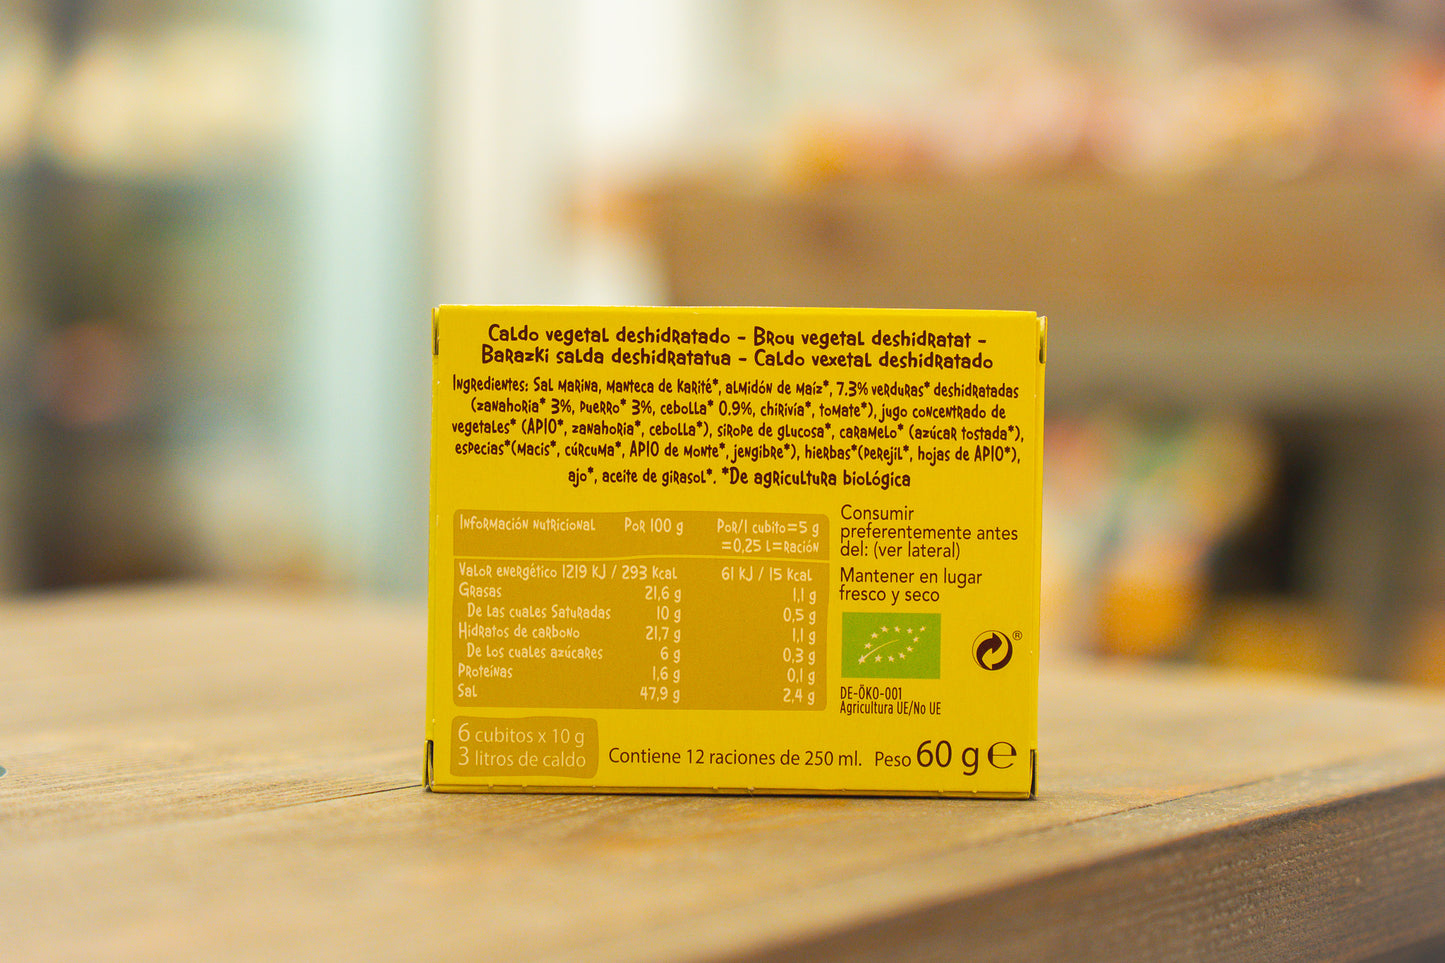 Caldo vegetal deshidratado - Brou vegetal deshidratat -
Barazki salda deshidratatua - Caldo vexetal deshidratado
Ingredientes: Sal marina, manteca de karité*, almidón de maíz*, 7.3% verduras* deshidratadas
(zanahoria* 3%, puerro* 3%, cebolla* 0.9%, chirivía*, tomate*), jugo concentrado de
vegetales* (APIO*, zanahoria*, cebolla*), sirope de glucosa*, caramelo* (azúcar tostada*),
especias*(macis*, cúrcuma*, APIO de monte*, jengibre*), hierbas*(perejil*, hojas de APIO*),
ajo*, aceite de girasol*. *De agricultura biológica
Información nutricional Por 100 g Por/1 cubito=5 g
=0,25 L=Ración
Valor energético 1219 KJ / 293 Kcal 61 KJ / 15 Kcal
Grasas 21,6 g 1,1 g
De las cuales Saturadas 10 g 0,5 g
Hidratos de carbono 21,7 g 1,1 g
De los cuales azúcares 6 g 0,3 g
Proteínas 1,6 g 0,1 g
Sal 47,9 g 2,4 g
Consumir
preferentemente antes
del: (ver lateral)
Mantener en lugar
fresco y seco
®
DE-ÖKO-001
Agricultura UE/No UE
6 cubitos x 10 g
3 litros de caldo
Contiene 12 raciones de 250 ml. Peso 60 g ℮